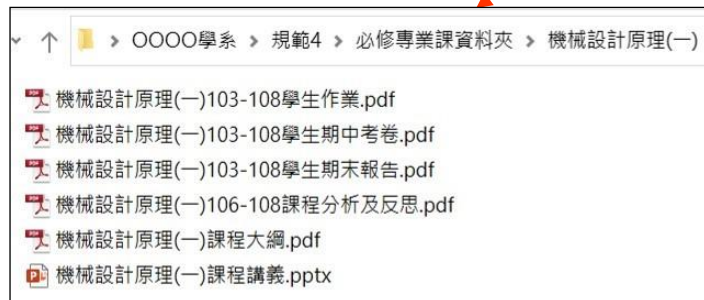 OOOO學系 > 規範4 > 必修專業課資料夾 > 機械設計原理(一)
機械設計原理(一)103-108學生作業.pdf
機械設計原理(一)103-108學生期中考卷.pdf
機械設計原理(一)103-108學生期末報告.pdf
機械設計原理(一)106-108課程分析及反思.pdf
機械設計原理(一)課程大綱.pdf
機械設計原理(一)課程講義.pptx